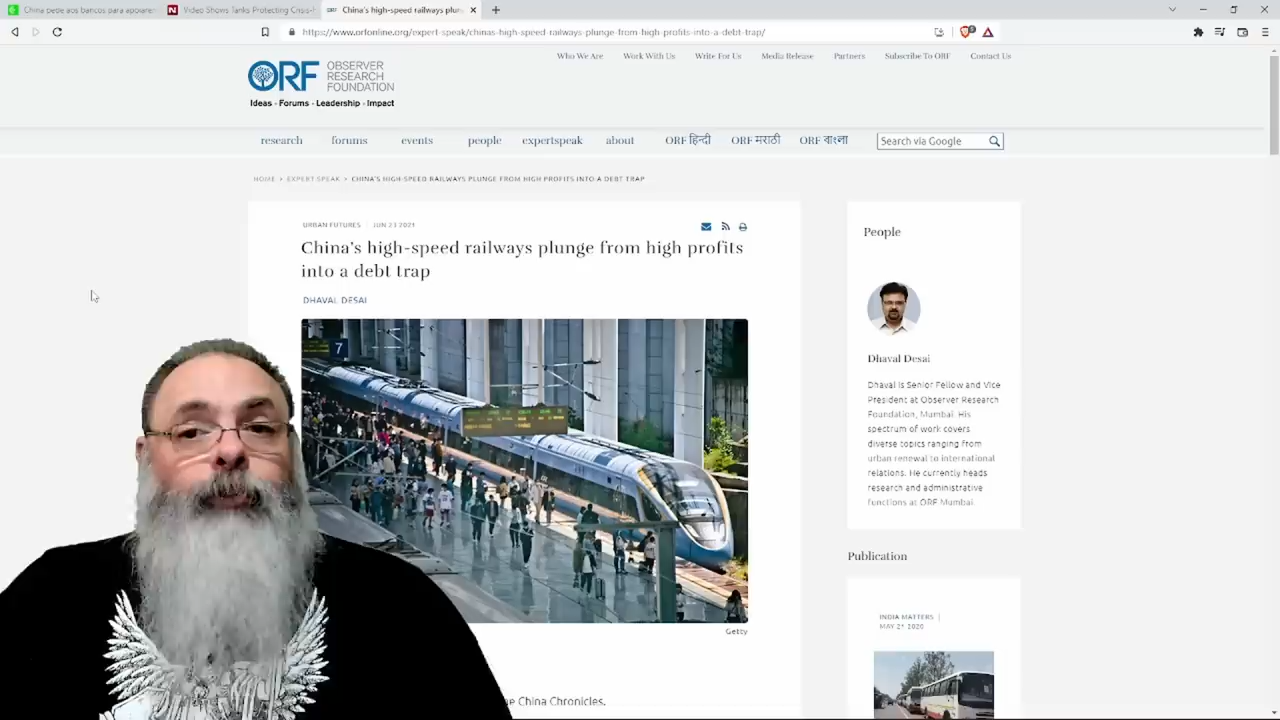 China pede aos bancos para apoiarem
Video Shows Tanks Protecting Crisis-H
China's high-speed railways plun
https://www.orfonline.org/expert-speak/chinas-high-speed-railways-plunge-from-high-profits-into-a-debt-trap/
Who We Are Work With Us Write For Us Media Release Partners Subscribe To ORF Contact Us
ORF OBSERVER
RESEARCH
FOUNDATION
Ideas - Forums - Leadership - Impact
research forums events people expertspeak about ORF हिन्दी ORF मराठी ORF বাংলা Search via Google
HOME > EXPERT SPEAK > CHINA'S HIGH-SPEED RAILWAYS PLUNGE FROM HIGH PROFITS INTO A DEBT TRAP
URBAN FUTURES | JUN 23 2021
China's high-speed railways plunge from high profits
into a debt trap
DHAVAL DESAI
7
Getty
e China Chronicles.
People
Dhaval Desai
Dhaval is Senior Fellow and Vice
President at Observer Research
Foundation, Mumbai. His
spectrum of work covers
diverse topics ranging from
urban renewal to international
relations. He currently heads
research and administrative
functions at ORF Mumbai.
Publication
INDIA MATTERS |
MAY 21 2020